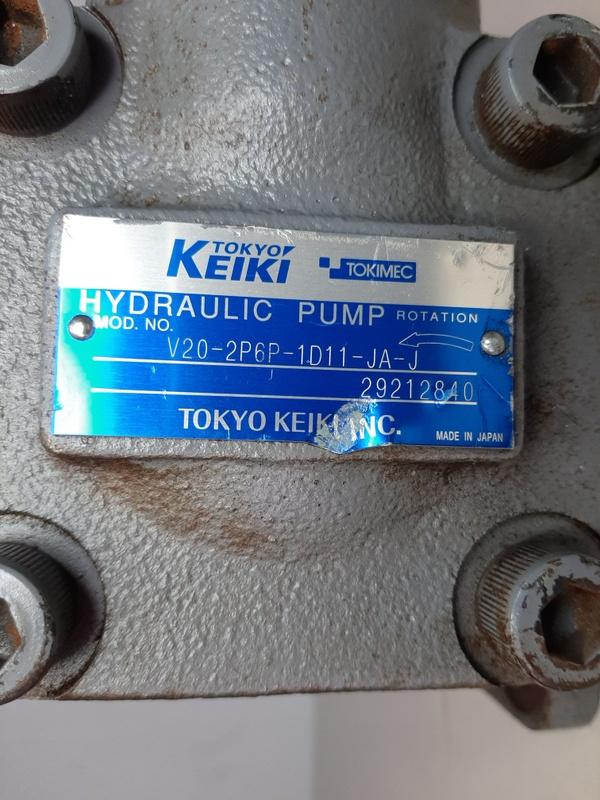 TOKYO
KEIKI
TOKIMEC
HYDRAULIC PUMP ROTATION
MOD. NO.
V20-2P6P-1D11-JA-J
29212840
TOKYO KEIKI INC.
MADE IN JAPAN